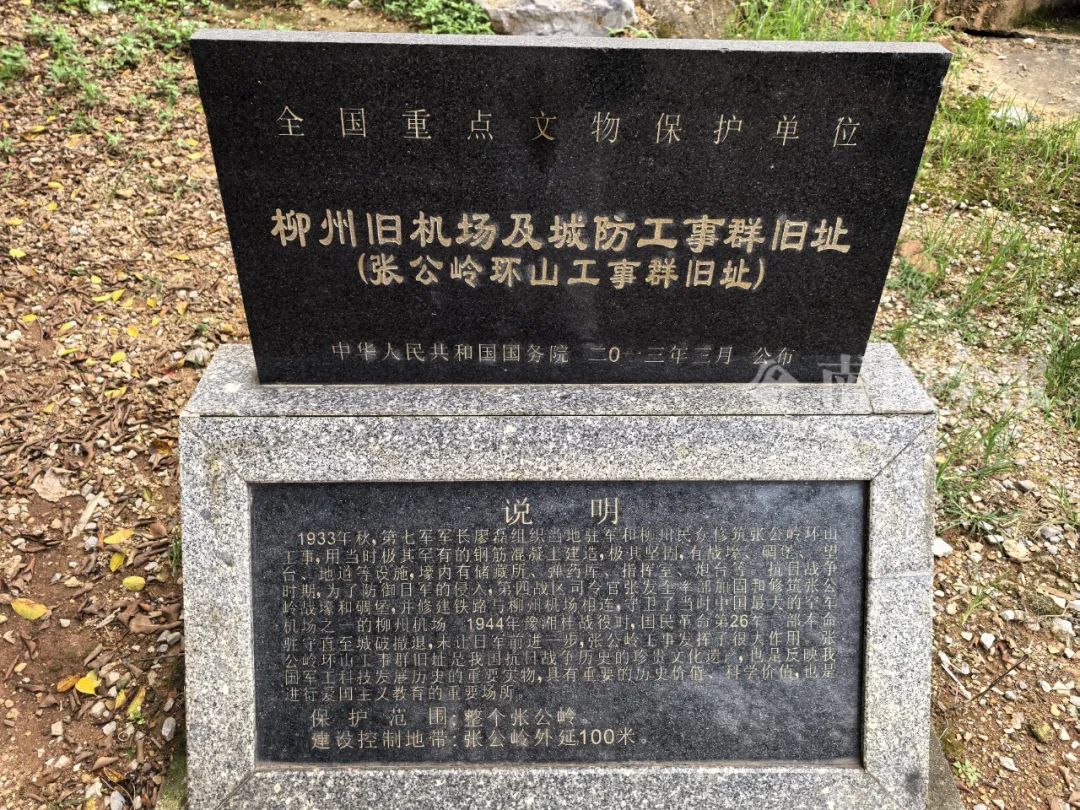 全国重点文物保护单位
柳州旧机场及城防工事群旧址
(张公岭环山工事群旧址)
中华人民共和国国务院 二0一三年三月 公布
说 明
1933年秋,第七军军长廖磊组织当地驻军和柳州民众修筑张公岭环山
工事,用当时极其罕有的钢筋混凝土建造,极其坚固,有战壕、碉堡、望
台、地道等设施,壕内有储藏所、弹药库、指挥室、炮台等。抗日战争
时期,为了防御日军的侵入,第四战区司令官张发奎率部加固和修筑张公
岭战壕和碉堡,并修建铁路与柳州机场相连,守卫了当时中国最大的军车
机场之一的柳州机场。1944年豫湘桂战役时,国民革命第26军一部奉命
驻守直至城破撤退,未让日军前进一步,张公岭工事发挥了很大作用。张
公岭环山工事群旧址是我国抗日战争历史的珍贵文化遗产,也是反映我
国军工科技发展历史的重要实物,具有重要的历史价值、科学价值,也是
进行爱国主义教育的重要场所。
保 护 范 围:整个张公岭。
建设控制地带:张公岭外延100米。